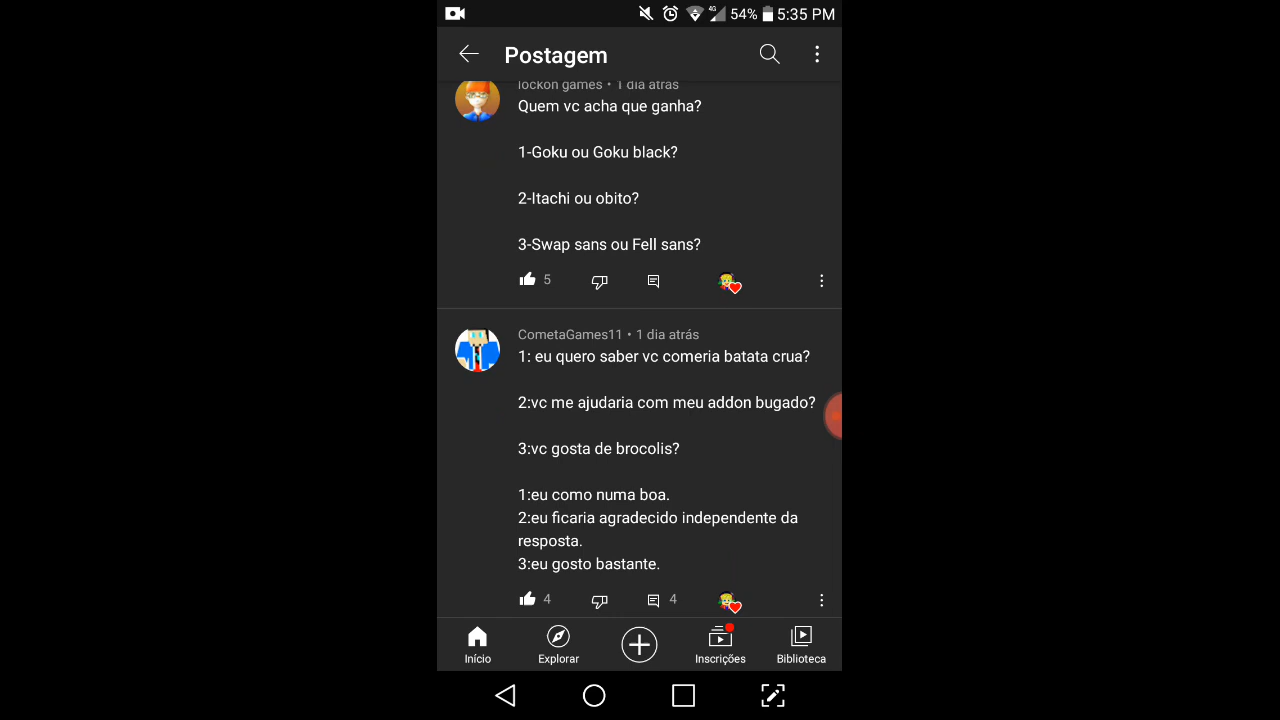 4G 54% 5:35 PM
Postagem
lockon games • 1 dia atrás
Quem vc acha que ganha?
1-Goku ou Goku black?
2-Itachi ou obito?
3-Swap sans ou Fell sans?
5
CometaGames11 • 1 dia atrás
1: eu quero saber vc comeria batata crua?
2:vc me ajudaria com meu addon bugado?
3:vc gosta de brocolis?
1:eu como numa boa.
2:eu ficaria agradecido independente da
resposta.
3:eu gosto bastante.
4 4
Início Explorar Inscrições Biblioteca